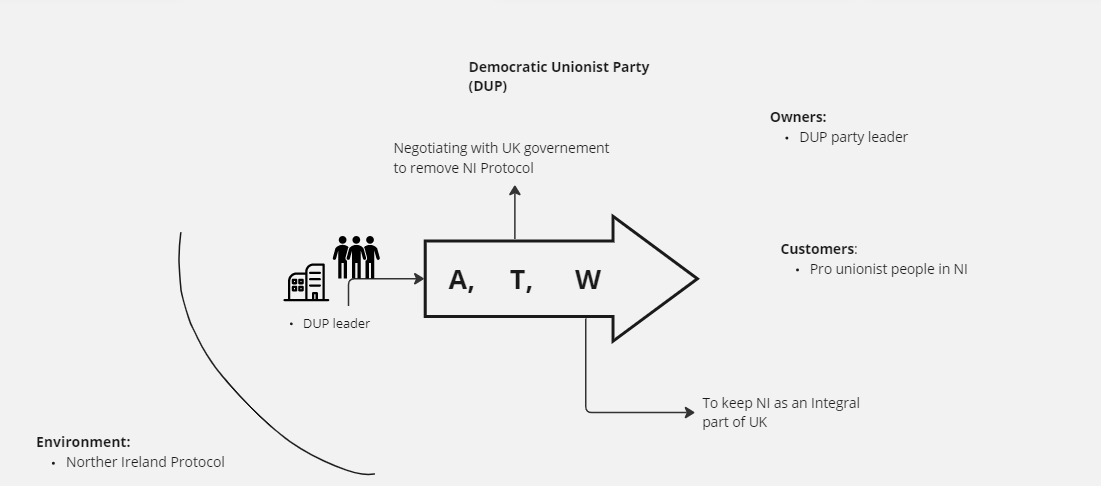 Democratic Unionist Party
(DUP)
Owners:
• DUP party leader
Negotiating with UK governement
to remove NI Protocol
Customers:
• Pro unionist people in NI
A, T, W
• DUP leader
To keep NI as an Integral
part of UK
Environment:
• Norther Ireland Protocol